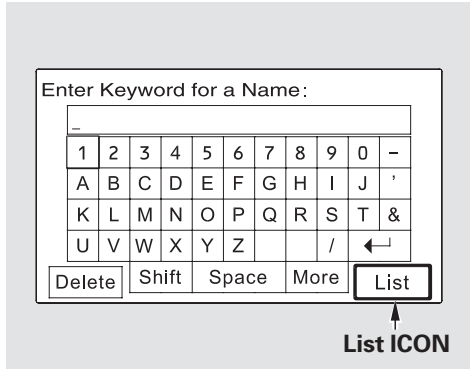 Enter Keyword for a Name:
_
1 2 3 4 5 6 7 8 9 0 -
A B C D E F G H I J ’
K L M N O P Q R S T &
U V W X Y Z /
Delete Shift Space More List
List ICON